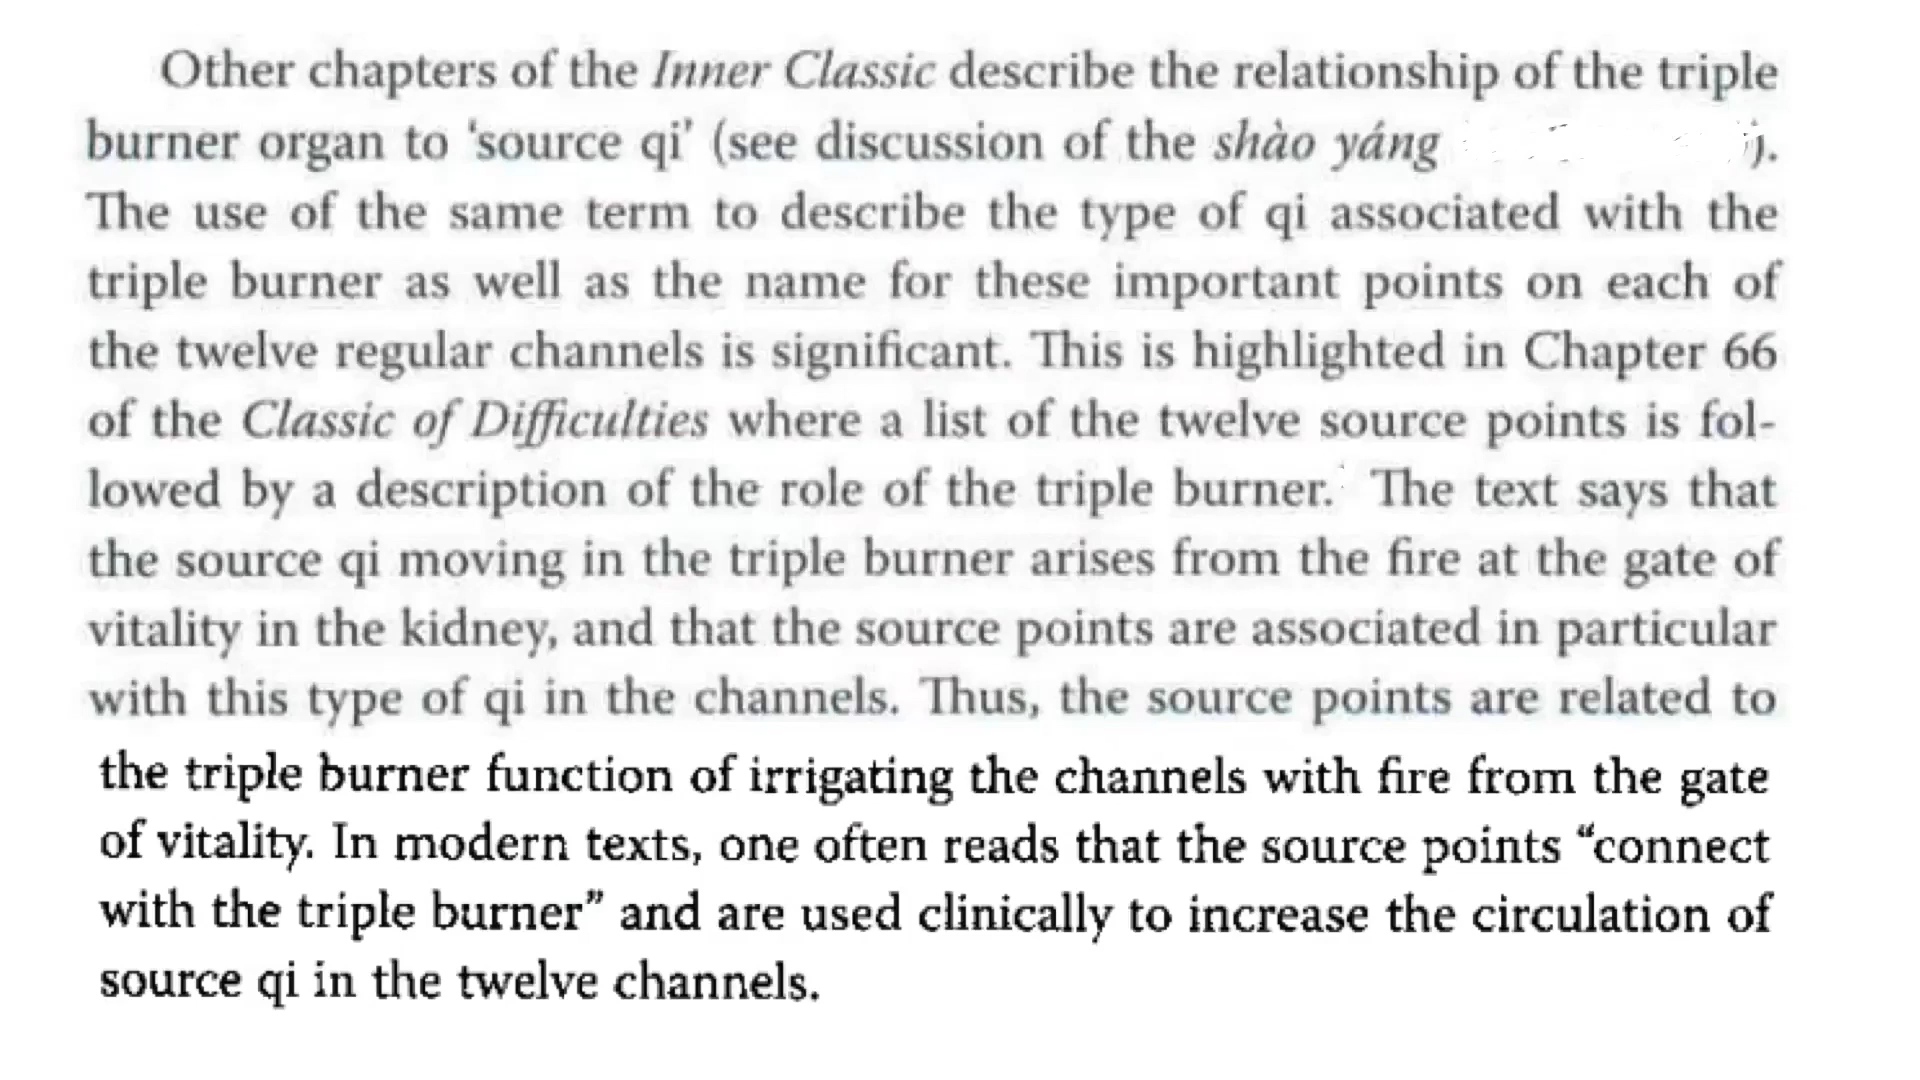 Other chapters of the Inner Classic describe the relationship of the triple
burner organ to 'source qi' (see discussion of the shào yáng ).
The use of the same term to describe the type of qi associated with the
triple burner as well as the name for these important points on each of
the twelve regular channels is significant. This is highlighted in Chapter 66
of the Classic of Difficulties where a list of the twelve source points is fol-
lowed by a description of the role of the triple burner. The text says that
the source qi moving in the triple burner arises from the fire at the gate of
vitality in the kidney, and that the source points are associated in particular
with this type of qi in the channels. Thus, the source points are related to
the triple burner function of irrigating the channels with fire from the gate
of vitality. In modern texts, one often reads that the source points “connect
with the triple burner” and are used clinically to increase the circulation of
source qi in the twelve channels.